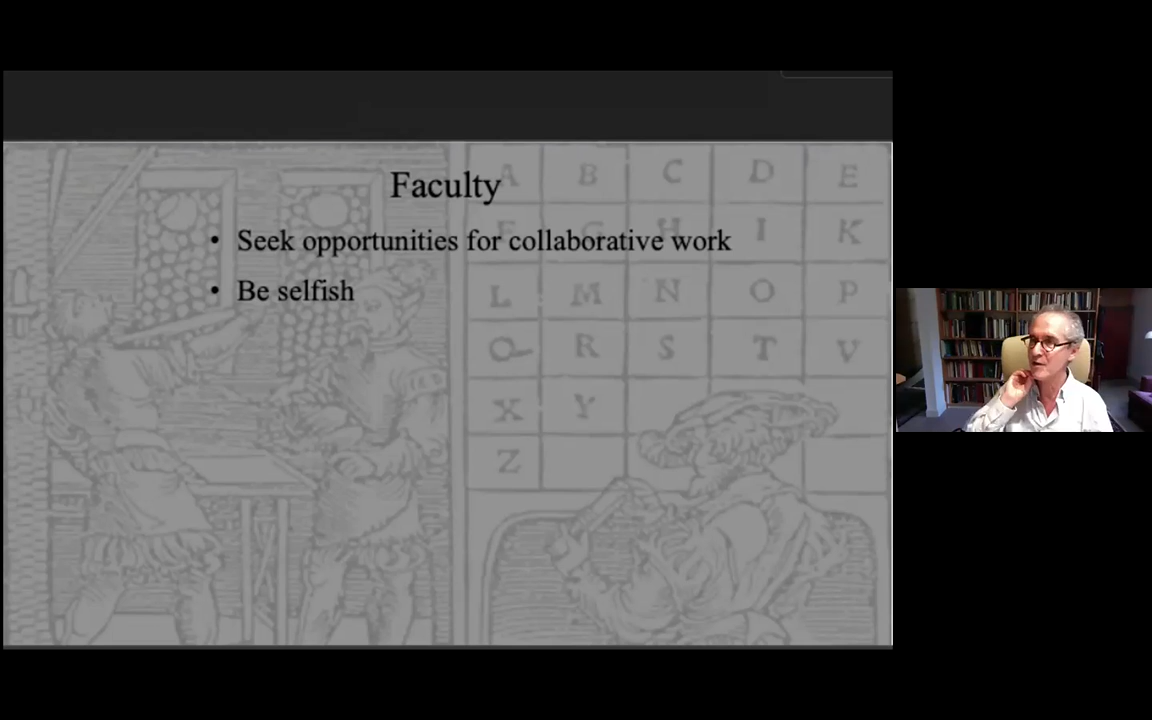 Faculty
• Seek opportunities for collaborative work
• Be selfish
A B C D E
F G H I K
L M N O P
Q R S T V
X Y
Z